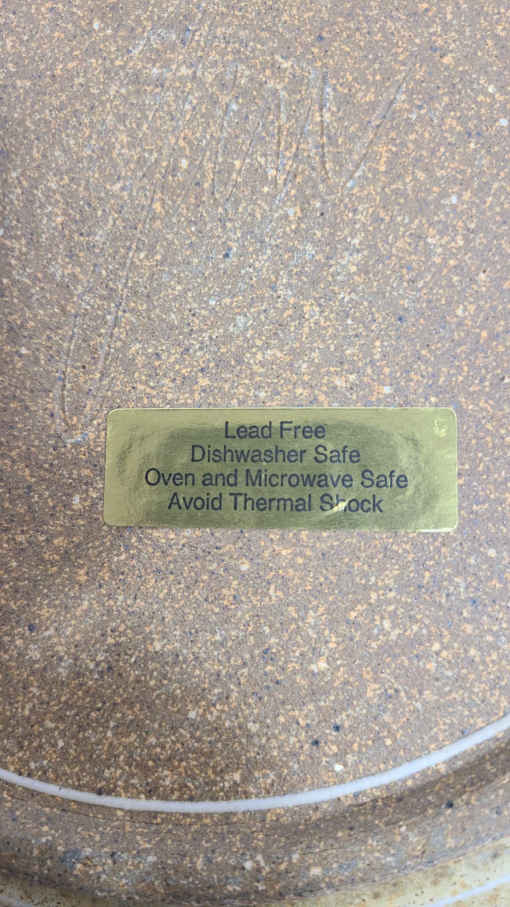 Lead Free
Dishwasher Safe
Oven and Microwave Safe
Avoid Thermal Shock